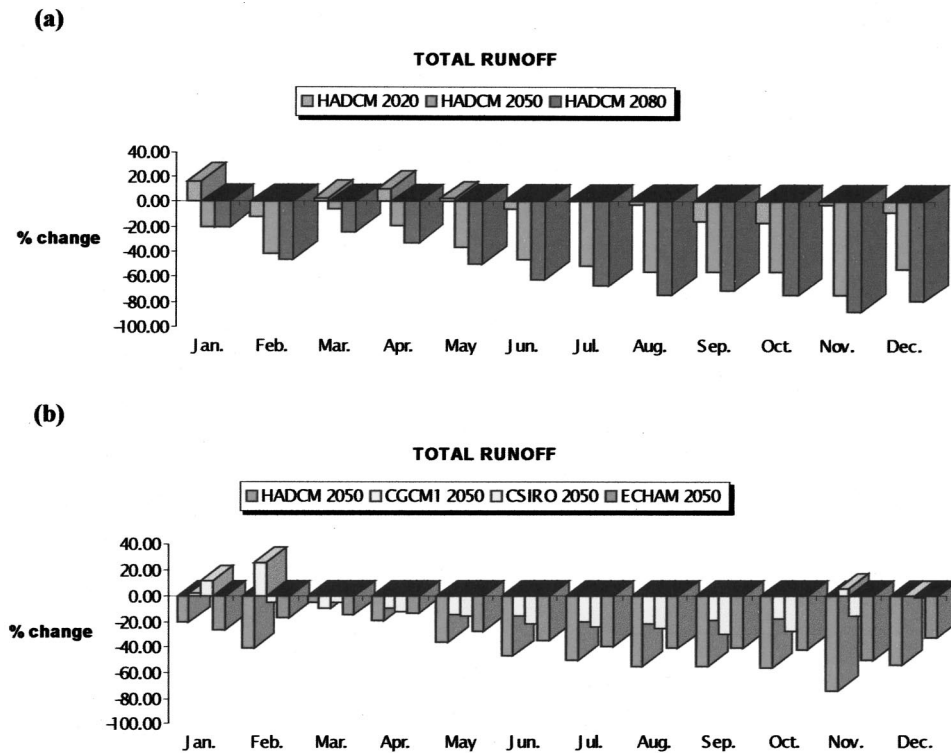 (a)
TOTAL RUNOFF
HADCM 2020 HADCM 2050 HADCM 2080
40.00
20.00
0.00
-20.00
-40.00
-60.00
-80.00
-100.00
% change
Jan. Feb. Mar. Apr. May Jun. Jul. Aug. Sep. Oct. Nov. Dec.
(b)
TOTAL RUNOFF
HADCM 2050 CGCM1 2050 CSIRO 2050 ECHAM 2050
40.00
20.00
0.00
-20.00
-40.00
-60.00
-80.00
-100.00
% change
Jan. Feb. Mar. Apr. May Jun. Jul. Aug. Sep. Oct. Nov. Dec.